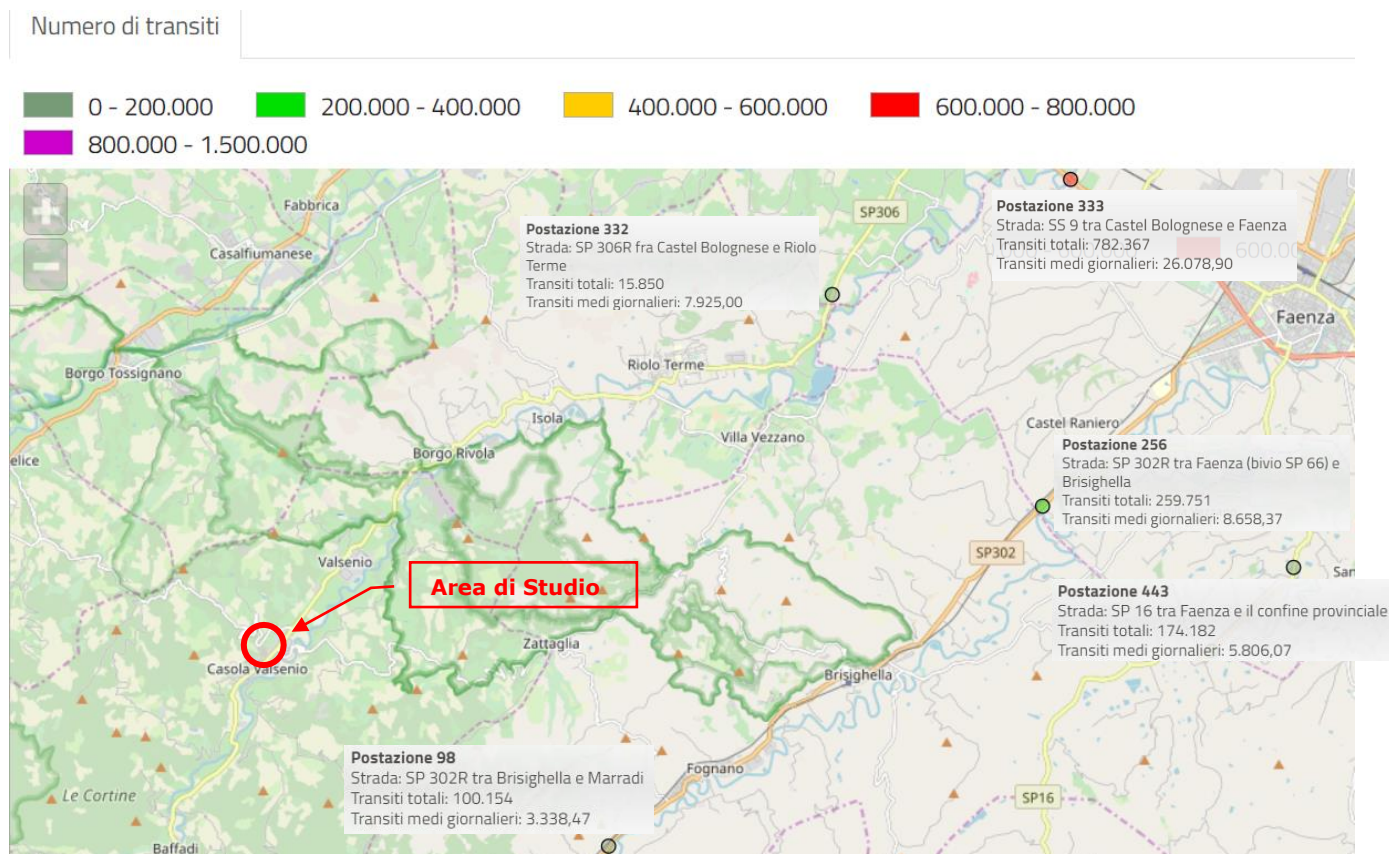 Numero di transiti
0 - 200.000
200.000 - 400.000
400.000 - 600.000
600.000 - 800.000
800.000 - 1.500.000
Fabbrica
Casalfiumanese
Postazione 332
Strada: SP 306R fra Castel Bolognese e Riolo
Terme
Transiti totali: 15.850
Transiti medi giornalieri: 7.925,00
SP306
Postazione 333
Strada: SS 9 tra Castel Bolognese e Faenza
Transiti totali: 782.367
Transiti medi giornalieri: 26.078,90
600.00
Faenza
Borgo Tossignano
Riolo Terme
Isola
Villa Vezzano
Castel Raniero
elice
Borgo Rivola
Postazione 256
Strada: SP 302R tra Faenza (bivio SP 66) e
Brisighella
Transiti totali: 259.751
Transiti medi giornalieri: 8.658,37
SP302
Valsenio
Area di Studio
San
Postazione 443
Strada: SP 16 tra Faenza e il confine provinciale
Transiti totali: 174.182
Transiti medi giornalieri: 5.806,07
Zattaglia
Casola Valsenio
Brisighella
Postazione 98
Strada: SP 302R tra Brisighella e Marradi
Transiti totali: 100.154
Transiti medi giornalieri: 3.338,47
Fognano
Le Cortine
SP16
Baffadi